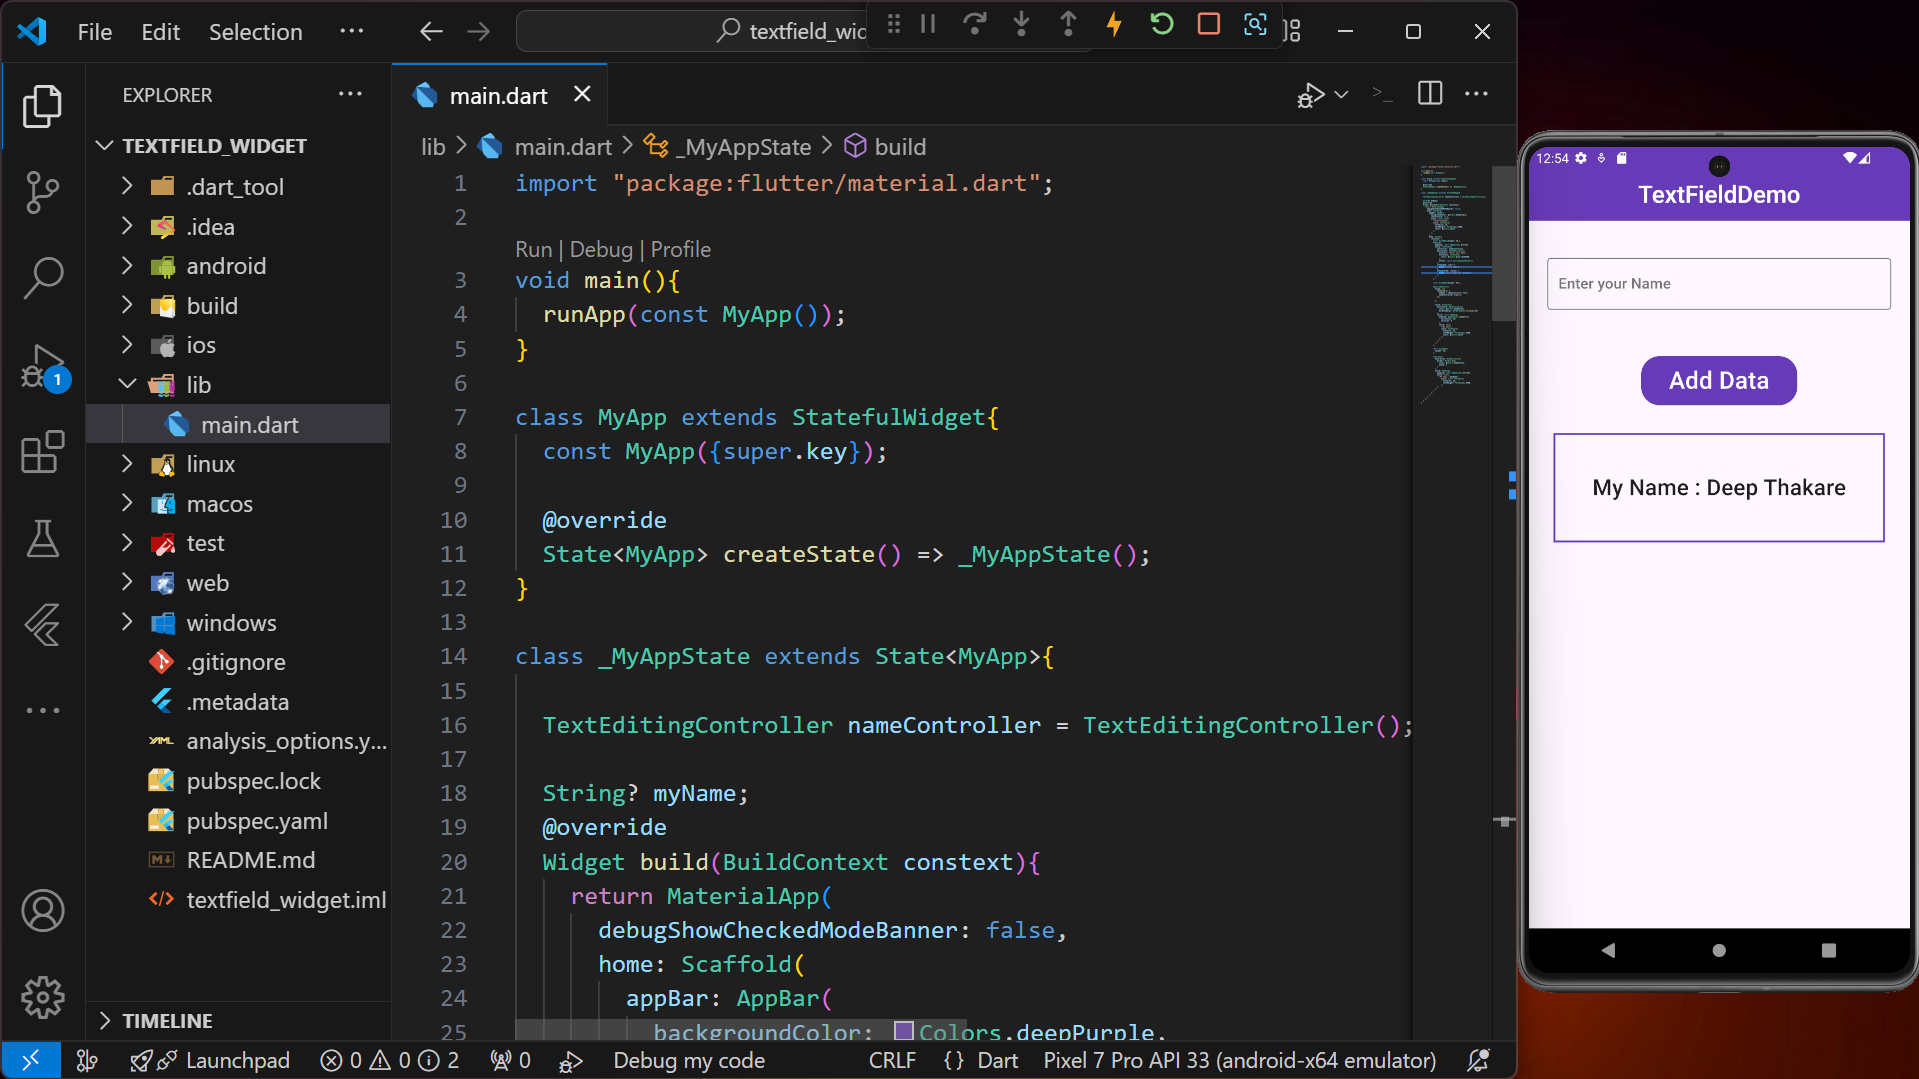 File Edit Selection ···
textfield_wid
EXPLORER
TEXTFIELD_WIDGET
.dart_tool
.idea
android
build
ios
lib
main.dart
linux
macos
test
web
windows
.gitignore
.metadata
analysis_options.y...
pubspec.lock
pubspec.yaml
README.md
textfield_widget.iml
TIMELINE
1
main.dart
lib > main.dart > _MyAppState > build
1 import "package:flutter/material.dart";
2
Run | Debug | Profile
3 void main(){
4 runApp(const MyApp());
5 }
6
7 class MyApp extends StatefulWidget{
8 const MyApp({super.key});
9
10 @override
11 State<MyApp> createState() => _MyAppState();
12 }
13
14 class _MyAppState extends State<MyApp>{
15
16 TextEditingController nameController = TextEditingController();
17
18 String? myName;
19 @override
20 Widget build(BuildContext constext){
21 return MaterialApp(
22 debugShowCheckedModeBanner: false,
23 home: Scaffold(
24 appBar: AppBar(
25 backgroundColor: Colors.deepPurple,
Launchpad 0 0 2 0 Debug my code CRLF {} Dart Pixel 7 Pro API 33 (android-x64 emulator)
12:54
TextFieldDemo
Enter your Name
Add Data
My Name : Deep Thakare